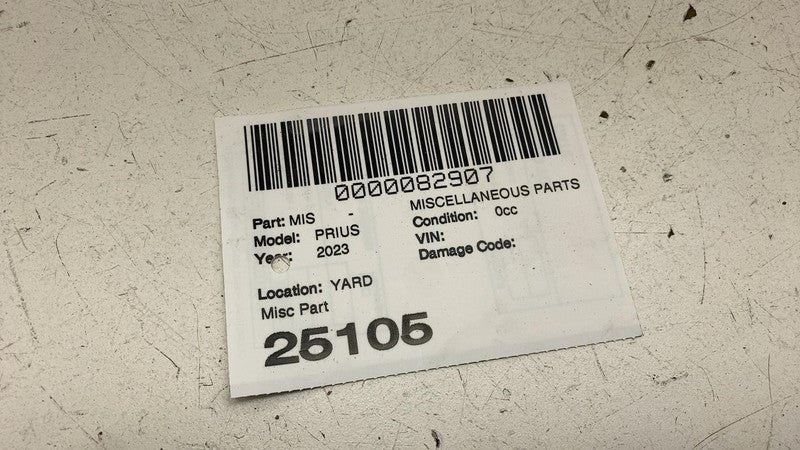 0000082907
MISCELLANEOUS PARTS
Part: MIS -
Condition: 0cc
Model: PRIUS
VIN:
Year: 2023
Damage Code:
Location: YARD
Misc Part
25105